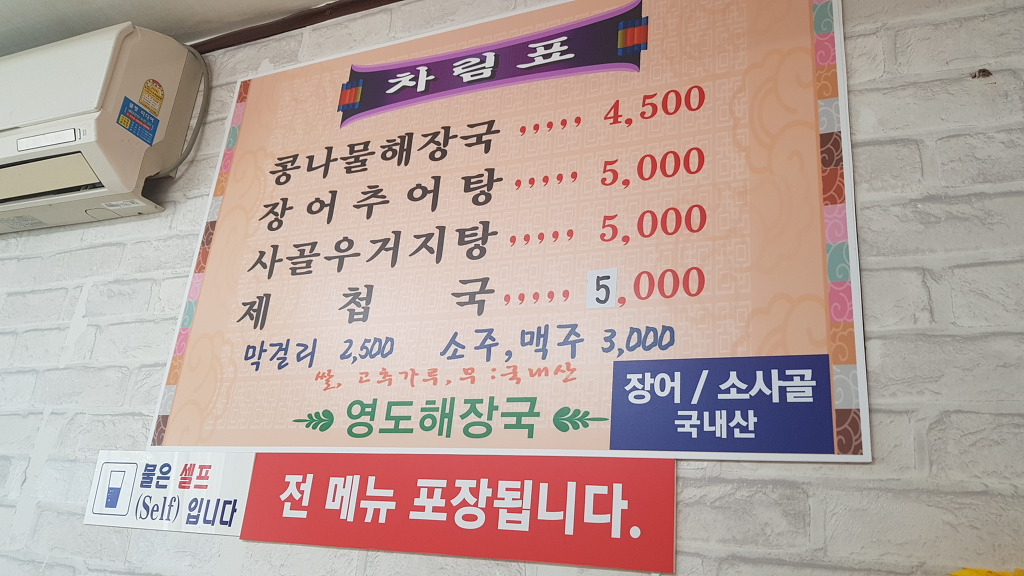 차림표
콩나물해장국 ,,,,, 4,500
장어추어탕 ,,,,, 5,000
사골우거지탕 ,,,,, 5,000
제첩국 ,,,,, 5,000
막걸리 2,500 소주, 맥주 3,000
쌀, 고추가루, 무 : 국내산
영도해장국
장어 / 소사골
국내산
물은 셀프
(Self) 입니다
전 메뉴 포장됩니다.